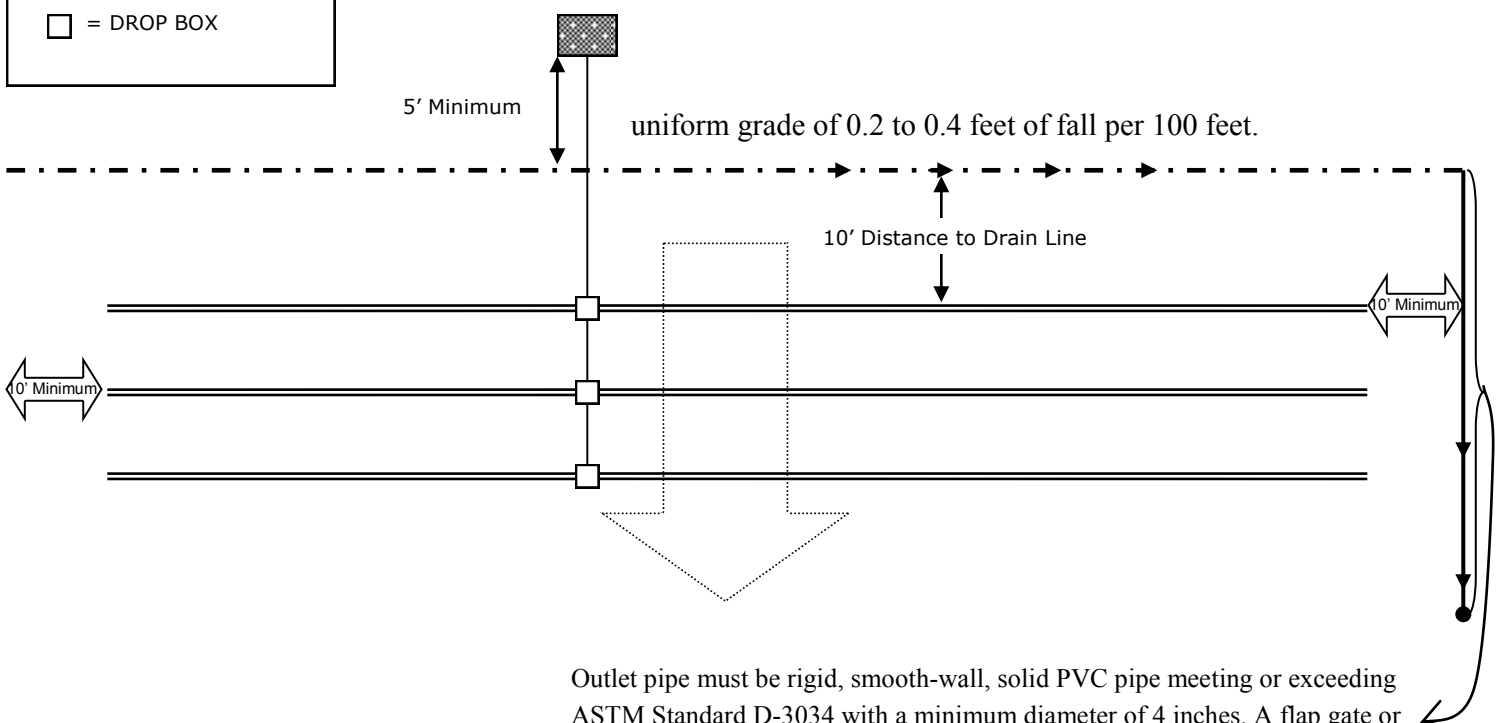 = DROP BOX
5’ Minimum
uniform grade of 0.2 to 0.4 feet of fall per 100 feet.
10’ Distance to Drain Line
10’ Minimum
10’ Minimum
Outlet pipe must be rigid, smooth-wall, solid PVC pipe meeting or exceeding
ASTM Standard D-3034 with a minimum diameter of 4 inches. A flap gate or